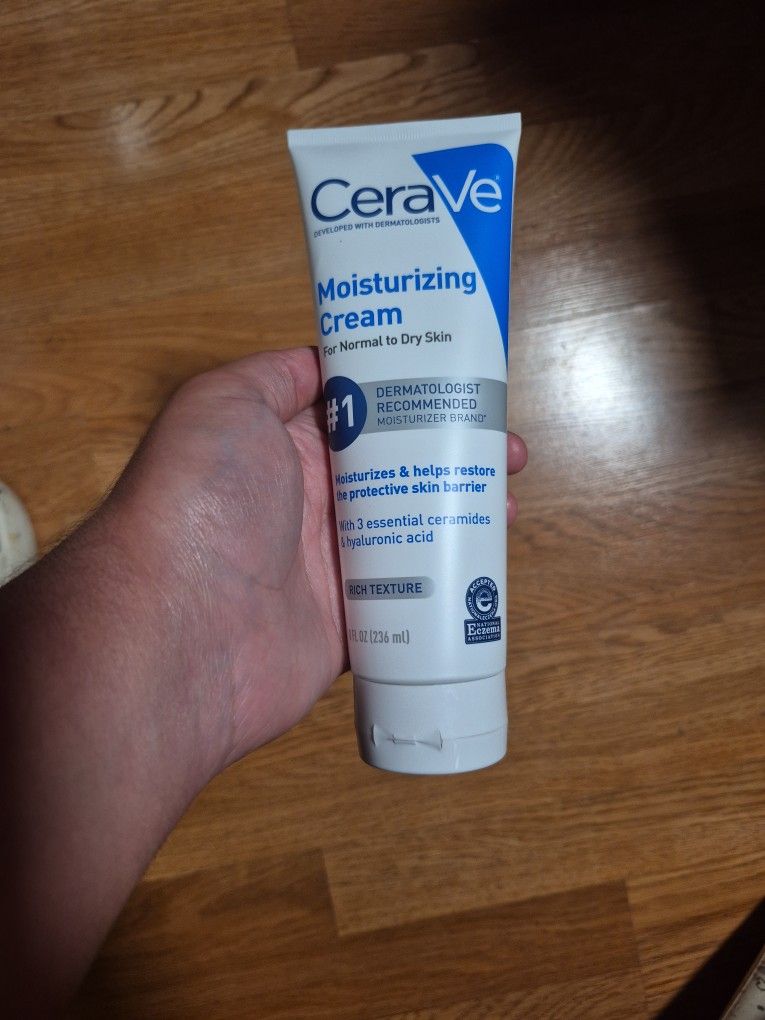 CeraVe
DEVELOPED WITH DERMATOLOGISTS
Moisturizing
Cream
For Normal to Dry Skin
#1
DERMATOLOGIST
RECOMMENDED
MOISTURIZER BRAND*
Moisturizes & helps restore
the protective skin barrier
With 3 essential ceramides
& hyaluronic acid
RICH TEXTURE
FL OZ (236 ml)
ACCEPTED
NATIONAL
Eczema
ASSOCIATION